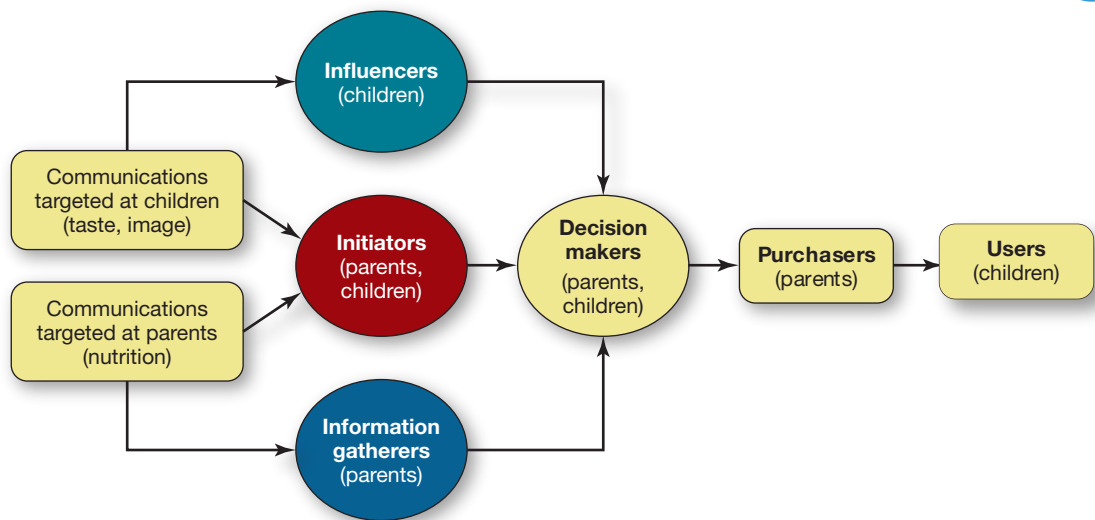 Influencers
(children)
Communications
targeted at children
(taste, image)
Initiators
(parents,
children)
Decision
makers
(parents,
children)
Purchasers
(parents)
Users
(children)
Communications
targeted at parents
(nutrition)
Information
gatherers
(parents)